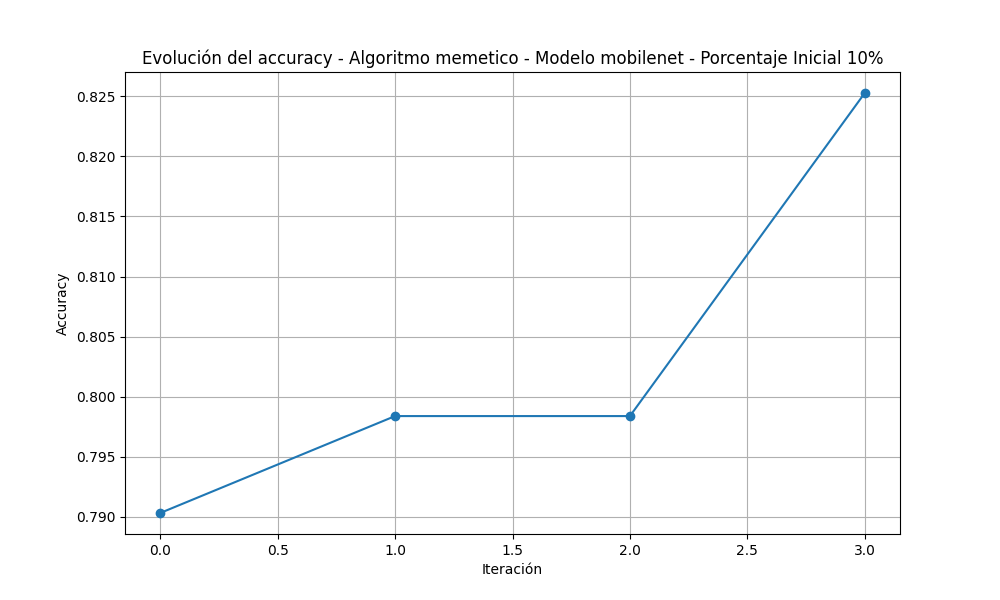 Evolución del accuracy - Algoritmo memetico - Modelo mobilenet - Porcentaje Inicial 10%
0.825
0.820
0.815
0.810
0.805
0.800
0.795
0.790
Accuracy
0.0 0.5 1.0 1.5 2.0 2.5 3.0
Iteración